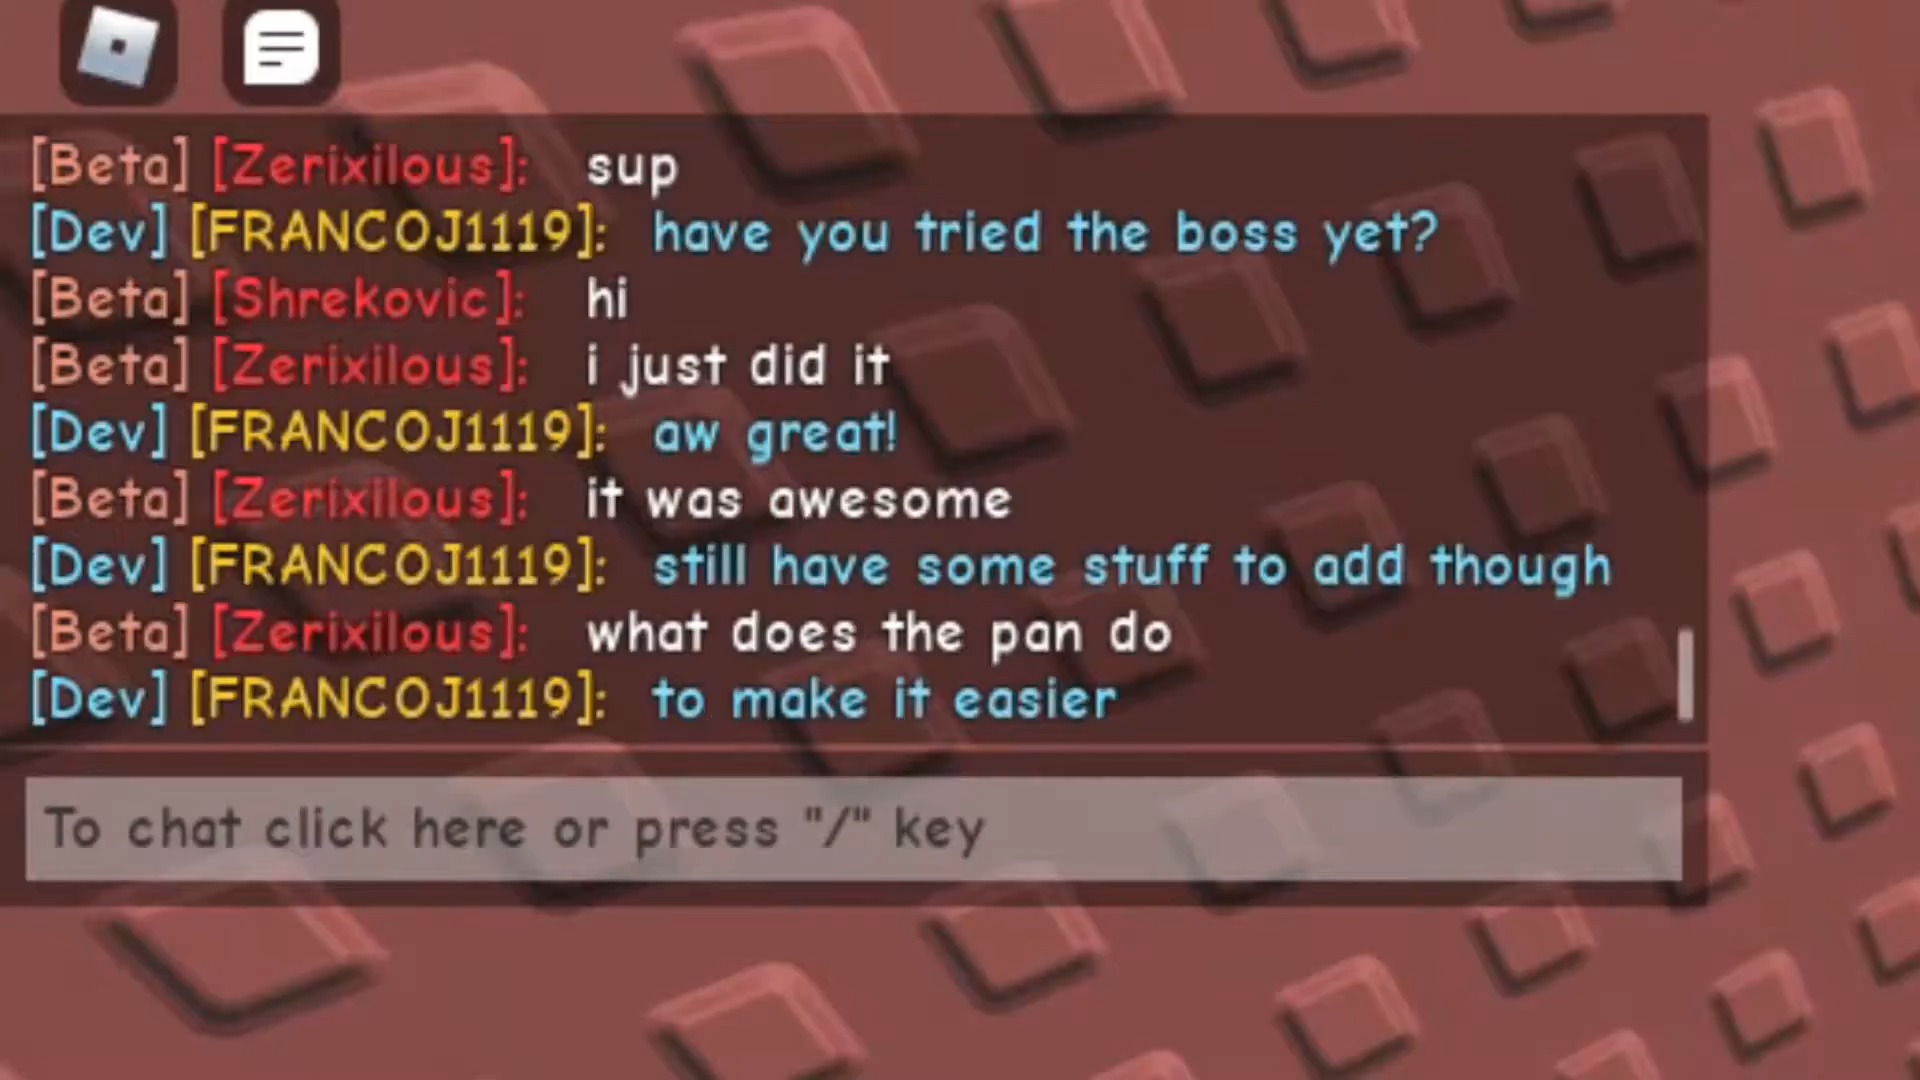 [Beta] [Zerixilous]: sup
[Dev] [FRANCOJ1119]: have you tried the boss yet?
[Beta] [Shrekovic]: hi
[Beta] [Zerixilous]: i just did it
[Dev] [FRANCOJ1119]: aw great!
[Beta] [Zerixilous]: it was awesome
[Dev] [FRANCOJ1119]: still have some stuff to add though
[Beta] [Zerixilous]: what does the pan do
[Dev] [FRANCOJ1119]: to make it easier
To chat click here or press "/" key